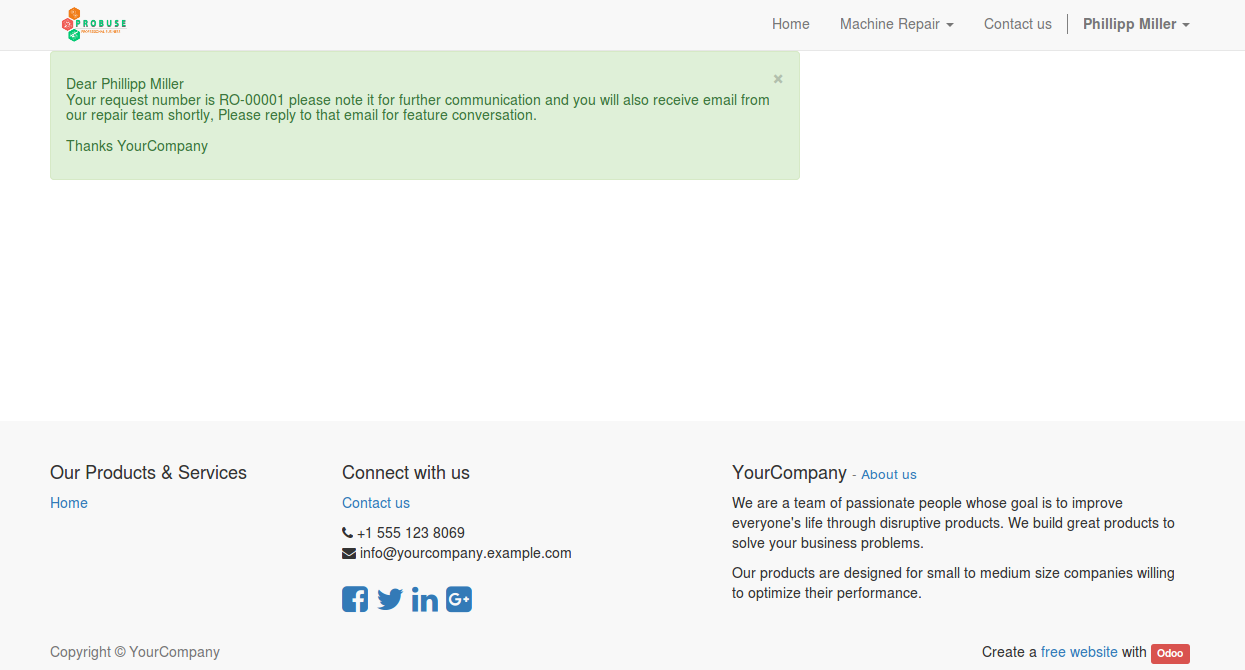 PROBUSE
Home
Machine Repair
Contact us
Phillipp Miller
×
Dear Phillipp Miller
Your request number is RO-00001 please note it for further communication and you will also receive email from
our repair team shortly, Please reply to that email for feature conversation.
Thanks YourCompany
Our Products & Services
Home
Connect with us
Contact us
+1 555 123 8069
info@yourcompany.example.com
YourCompany - About us
We are a team of passionate people whose goal is to improve
everyone's life through disruptive products. We build great products to
solve your business problems.
Our products are designed for small to medium size companies willing
to optimize their performance.
Copyright © YourCompany
Create a free website with Odoo